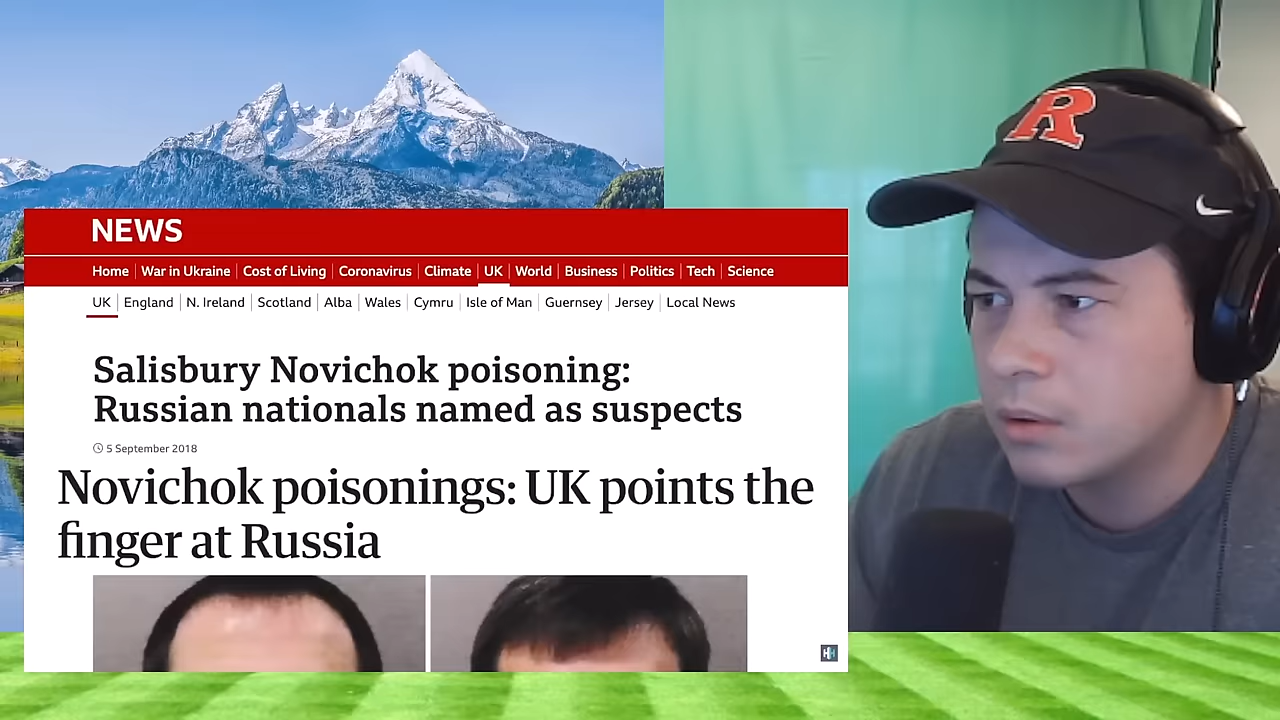 NEWS
Home War in Ukraine Cost of Living Coronavirus Climate UK World Business Politics Tech Science
UK England N. Ireland Scotland Alba Wales Cymru Isle of Man Guernsey Jersey Local News
Salisbury Novichok poisoning:
Russian nationals named as suspects
5 September 2018
Novichok poisonings: UK points the
finger at Russia
R